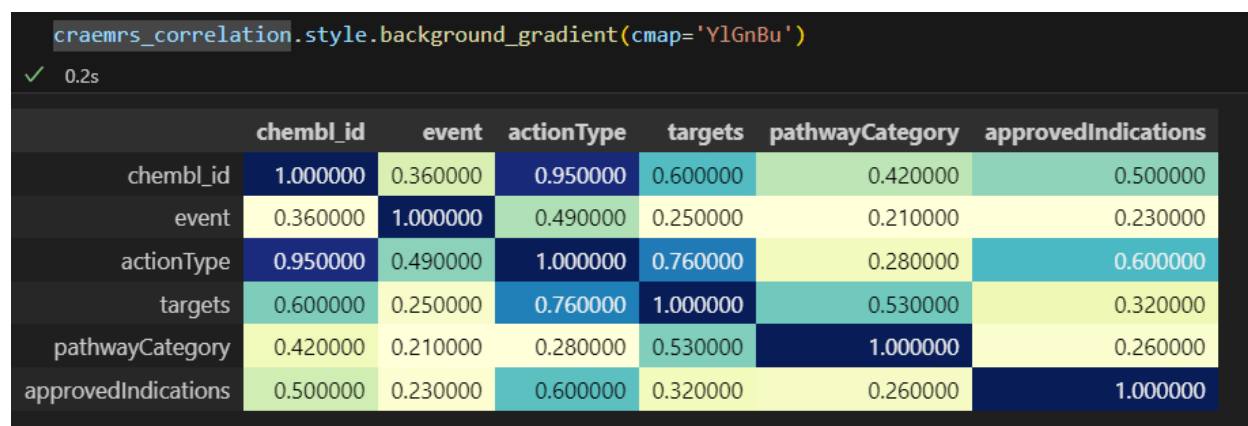 craemrs_correlation.style.background_gradient(cmap='YlGnBu')
✓ 0.2s
chembl_id event actionType targets pathwayCategory approvedIndications
chembl_id 1.000000 0.360000 0.950000 0.600000 0.420000 0.500000
event 0.360000 1.000000 0.490000 0.250000 0.210000 0.230000
actionType 0.950000 0.490000 1.000000 0.760000 0.280000 0.600000
targets 0.600000 0.250000 0.760000 1.000000 0.530000 0.320000
pathwayCategory 0.420000 0.210000 0.280000 0.530000 1.000000 0.260000
approvedIndications 0.500000 0.230000 0.600000 0.320000 0.260000 1.000000